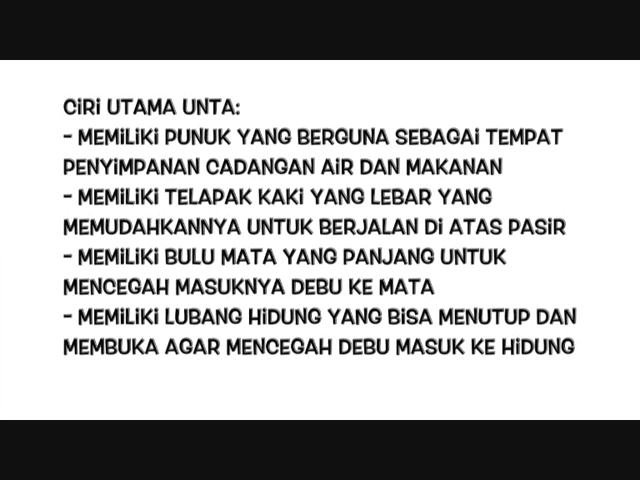 CIRI UTAMA UNTA:
- MEMILIKI PUNUK YANG BERGUNA SEBAGAI TEMPAT
PENYIMPANAN CADANGAN AIR DAN MAKANAN
- MEMILIKI TELAPAK KAKI YANG LEBAR YANG
MEMUDAHKANNYA UNTUK BERJALAN DI ATAS PASIR
- MEMILIKI BULU MATA YANG PANJANG UNTUK
MENCEGAH MASUKNYA DEBU KE MATA
- MEMILIKI LUBANG HIDUNG YANG BISA MENUTUP DAN
MEMBUKA AGAR MENCEGAH DEBU MASUK KE HIDUNG